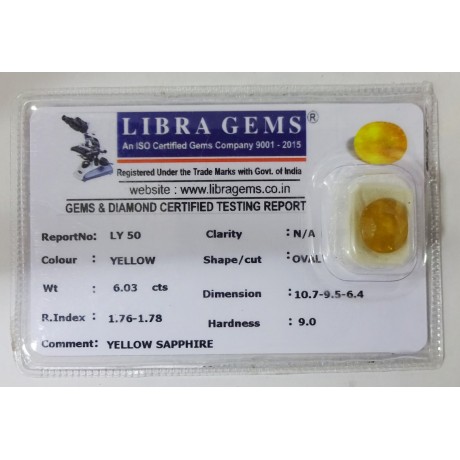 LIBRA GEMS ®
An ISO Certified Gems Company 9001 - 2015
Registered Under the Trade Marks with Govt. of India
website : www.libragems.co.in
GEMS & DIAMOND CERTIFIED TESTING REPORT
ReportNo: LY 50 Clarity : N/A
Colour : YELLOW Shape/cut : OVAL
Wt : 6.03 cts Dimension : 10.7-9.5-6.4
R.Index : 1.76-1.78 Hardness : 9.0
Comment: YELLOW SAPPHIRE